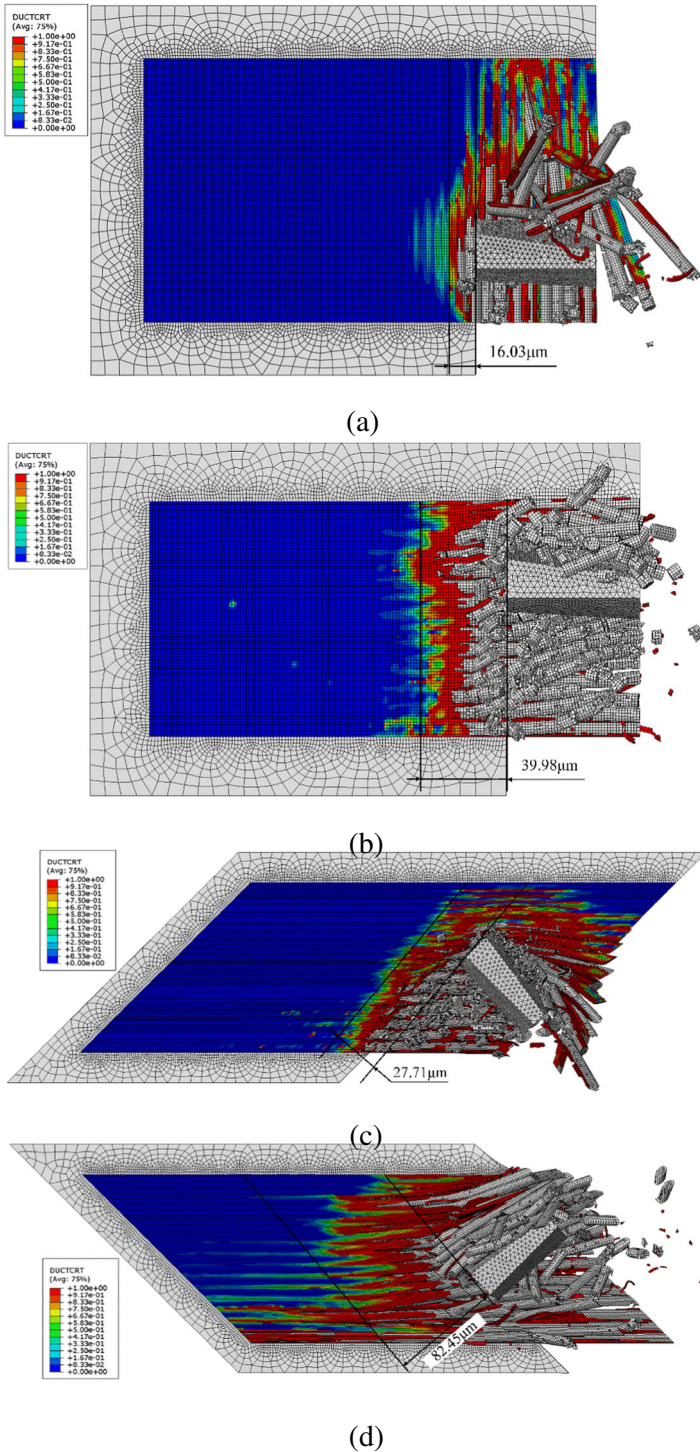 DUCTCRT
(Avg: 75%)
+1.00e+00
+9.17e-01
+8.33e-01
+7.50e-01
+6.67e-01
+5.83e-01
+5.00e-01
+4.17e-01
+3.33e-01
+2.50e-01
+1.67e-01
+8.33e-02
+0.00e+00
16.03μm
(a)
DUCTCRT
(Avg: 75%)
+1.00e+00
+9.17e-01
+8.33e-01
+7.50e-01
+6.67e-01
+5.83e-01
+5.00e-01
+4.17e-01
+3.33e-01
+2.50e-01
+1.67e-01
+8.33e-02
+0.00e+00
39.98μm
(b)
DUCTCRT
(Avg: 75%)
+1.00e+00
+9.17e-01
+8.33e-01
+7.50e-01
+6.67e-01
+5.83e-01
+5.00e-01
+4.17e-01
+3.33e-01
+2.50e-01
+1.67e-01
+8.33e-02
+0.00e+00
27.71μm
(c)
DUCTCRT
(Avg: 75%)
+1.00e+00
+9.17e-01
+8.33e-01
+7.50e-01
+6.67e-01
+5.83e-01
+5.00e-01
+4.17e-01
+3.33e-01
+2.50e-01
+1.67e-01
+8.33e-02
+0.00e+00
82.45μm
(d)